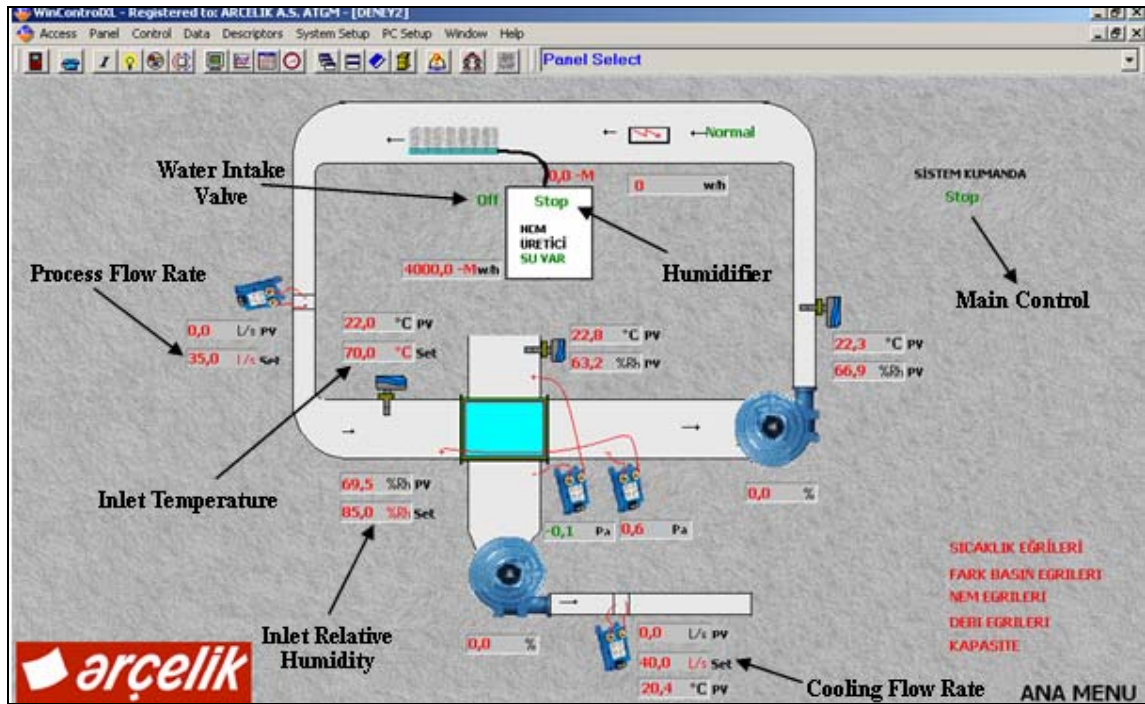 WinControlXL - Registered to: ARCELIK A.S. ATGM - [DENEY2]
Access Panel Control Data Descriptors System Setup PC Setup Window Help
Panel Select
←Normal
Water Intake
Valve
0,0 -M
0 w/h
SİSTEM KUMANDA
Stop
Off
Stop
NEM
ÜRETİCİ
SU VAR
4000,0 -M w/h
Humidifier
Main Control
Process Flow Rate
0,0 L/s PV
35,0 L/s Set
22,0 °C PV
70,0 °C Set
22,8 °C PV
63,2 %Rh PV
22,3 °C PV
66,9 %Rh PV
Inlet Temperature
69,5 %Rh PV
85,0 %Rh Set
0,0 %
-0,1 Pa
0,6 Pa
SICAKLIK EĞRİLERİ
FARK BASIN EGRILERI
NEM EGRILERI
DEBI EGRILERI
KAPASITE
Inlet Relative
Humidity
0,0 %
0,0 L/s PV
40,0 L/s Set
20,4 °C PV
Cooling Flow Rate
arçelik
ANA MENU